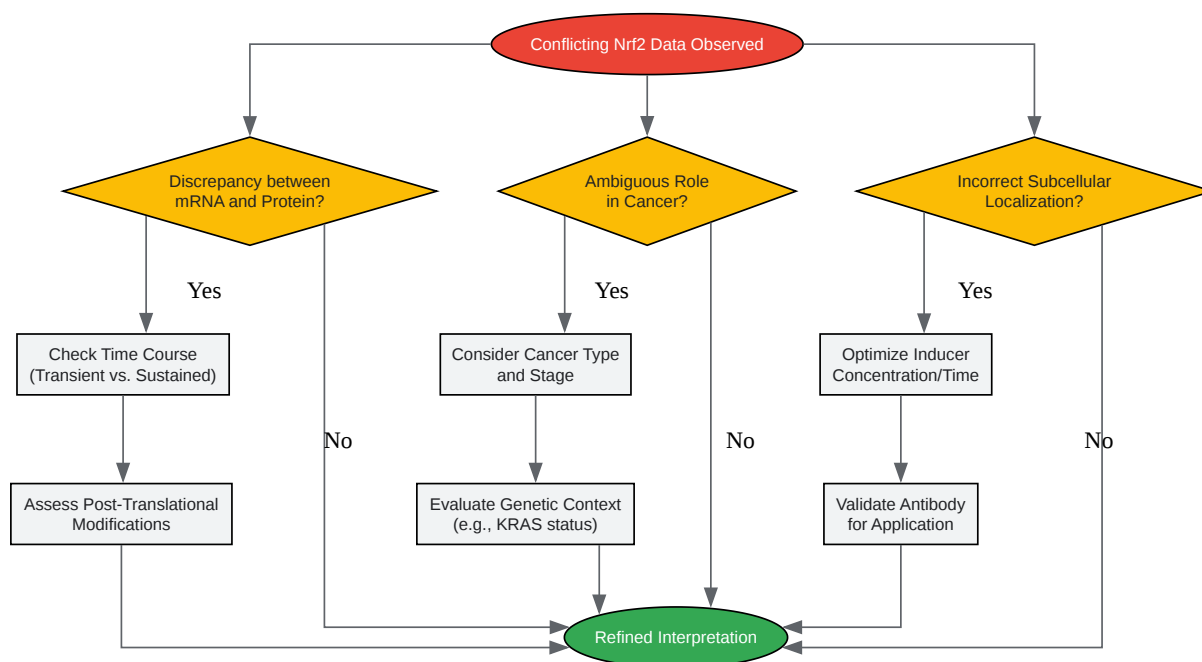 Conflicting Nrf2 Data Observed
Discrepancy between
mRNA and Protein?
Ambiguous Role
in Cancer?
Incorrect Subcellular
Localization?
Yes
Yes
Yes
Check Time Course
(Transient vs. Sustained)
Consider Cancer Type
and Stage
Optimize Inducer
Concentration/Time
No
No
No
Assess Post-Translational
Modifications
Evaluate Genetic Context
(e.g., KRAS status)
Validate Antibody
for Application
Refined Interpretation